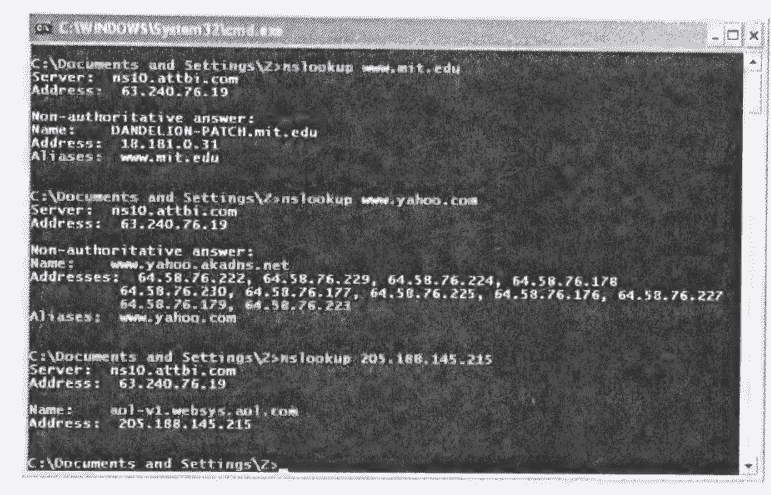 C:\WINDOWS\System32\cmd.exe
C:\Documents and Settings\Z>nslookup www.mit.edu
Server: ns10.attbi.com
Address: 63.240.76.19
Non-authoritative answer:
Name: DANDELION-PATCH.mit.edu
Address: 18.181.0.31
Aliases: www.mit.edu
C:\Documents and Settings\Z>nslookup www.yahoo.com
Server: ns10.attbi.com
Address: 63.240.76.19
Non-authoritative answer:
Name: www.yahoo.akadns.net
Addresses: 64.58.76.222, 64.58.76.229, 64.58.76.224, 64.58.76.178
64.58.76.230, 64.58.76.177, 64.58.76.225, 64.58.76.176, 64.58.76.227
64.58.76.179, 64.58.76.223
Aliases: www.yahoo.com
C:\Documents and Settings\Z>nslookup 205.188.145.215
Server: ns10.attbi.com
Address: 63.240.76.19
Name: aol-v1.websys.aol.com
Address: 205.188.145.215
C:\Documents and Settings\Z>